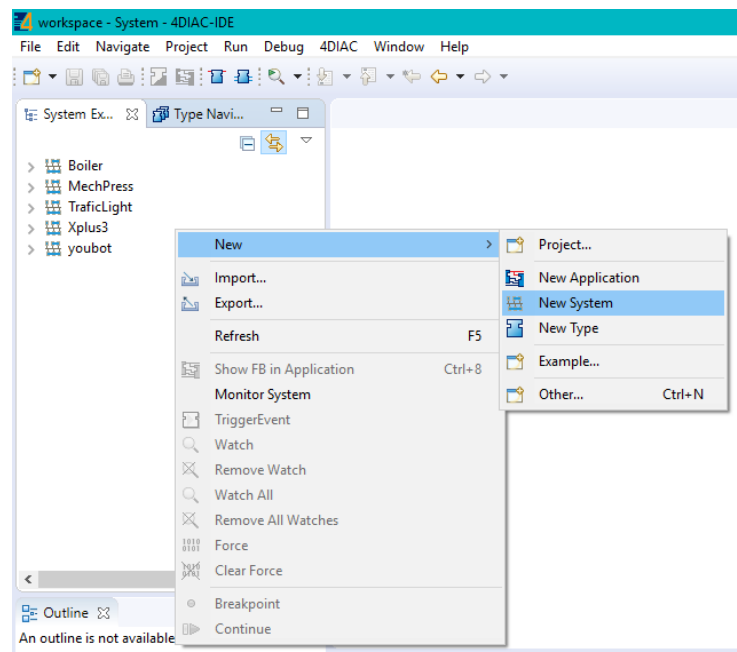 workspace - System - 4DIAC-IDE
File Edit Navigate Project Run Debug 4DIAC Window Help
System Ex... Type Navi...
Boiler
MechPress
TraficLight
Xplus3
youbot
New
Import...
Export...
Refresh F5
Show FB in Application Ctrl+8
Monitor System
TriggerEvent
Watch
Remove Watch
Watch All
Remove All Watches
Force
Clear Force
Breakpoint
Continue
Project...
New Application
New System
New Type
Example...
Other... Ctrl+N
Outline
An outline is not available